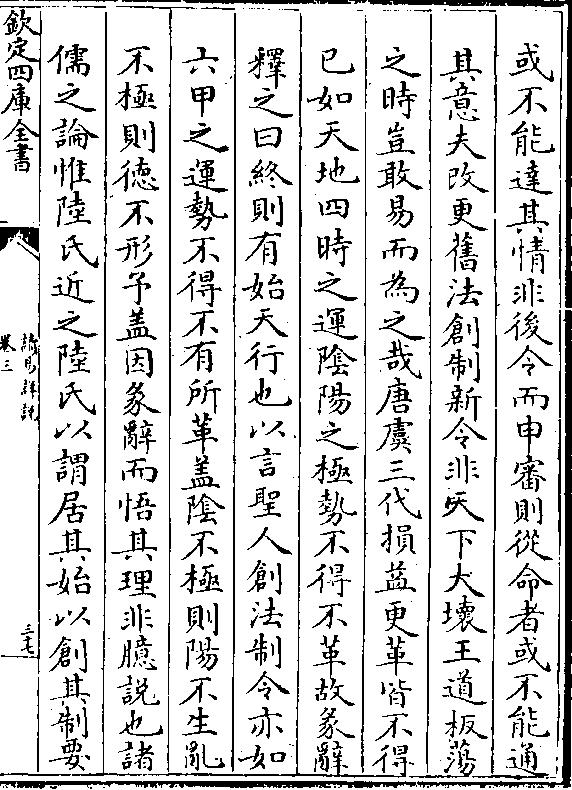 或不能達其情非後令而申審則從命者或不能通
其意夫改更舊法創制新令非天下大壊王道板蕩
之時豈敢易而為之哉唐虞三代損益更革皆不得
已如天地四時之運陰陽之極勢不得不革故彖辭
釋之曰終則有始天行也以言聖人創法制令亦如
六甲之運勢不得不有所革盖陰不極則陽不生亂
不極則徳不形予盖因彖辭而悟其理非臆説也諸
儒之論惟陸氏近之陸氏以謂居其始以創其制要
欽定四庫全書
讀易詳說
卷三
三七